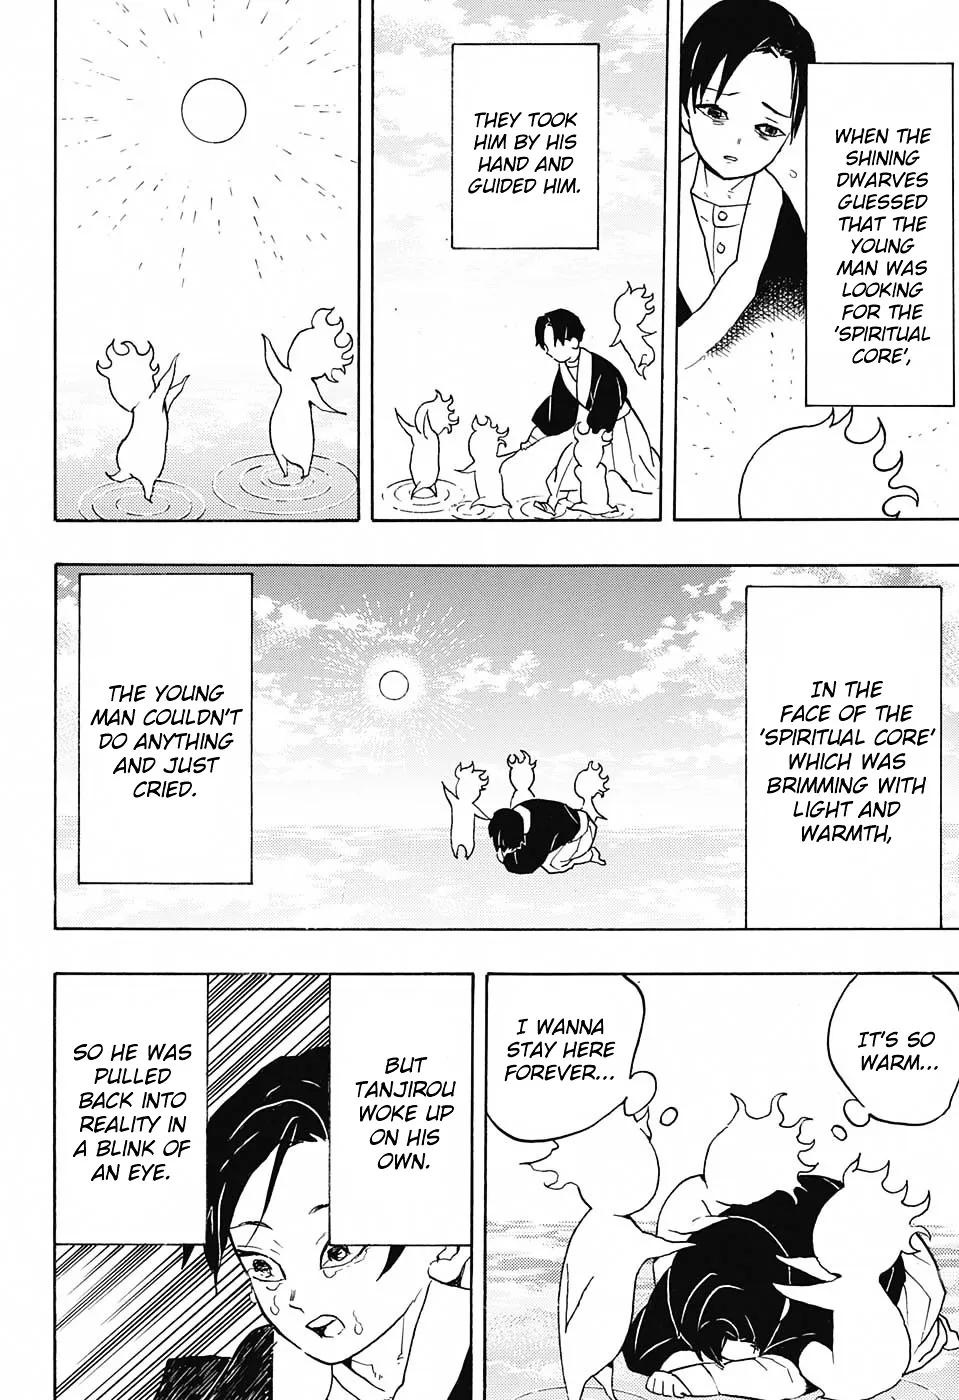 WHEN THE
SHINING
DWARVES
GUESSED
THAT THE
YOUNG
MAN WAS
LOOKING
FOR THE
'SPIRITUAL
CORE',
THEY TOOK
HIM BY HIS
HAND AND
GUIDED HIM.
IN THE
FACE OF THE
'SPIRITUAL CORE'
WHICH WAS
BRIMMING WITH
LIGHT AND
WARMTH,
THE YOUNG
MAN COULDN'T
DO ANYTHING
AND JUST
CRIED.
IT'S SO
WARM...
I WANNA
STAY HERE
FOREVER...
BUT
TANJIROU
WOKE UP
ON HIS
OWN.
SO HE WAS
PULLED
BACK INTO
REALITY IN
A BLINK OF
AN EYE.